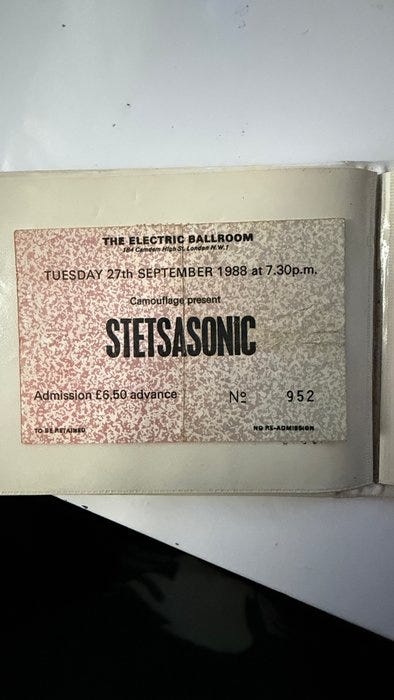 THE ELECTRIC BALLROOM
184 Camden High St. London N.W.1
TUESDAY 27th SEPTEMBER 1988 at 7.30p.m.
Camouflage present
STETSASONIC
Admission £6.50 advance Nº 952
TO BE RETAINED NO RE-ADMISSION